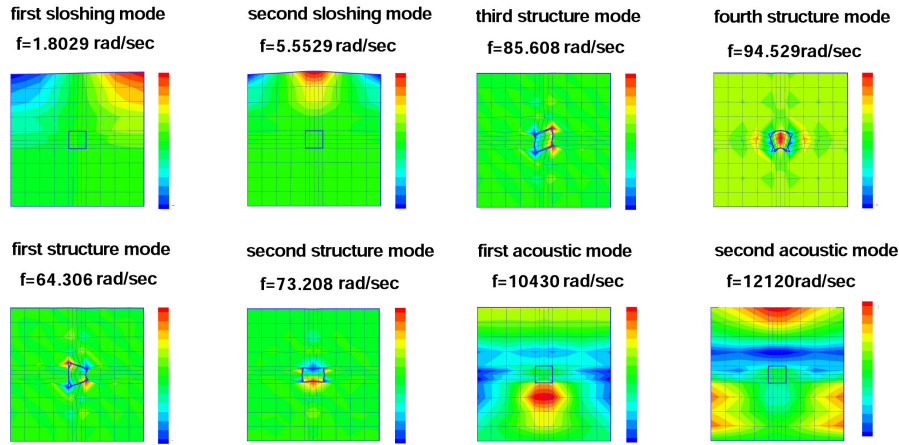 first sloshing mode
f=1.8029 rad/sec
second sloshing mode
f=5.5529 rad/sec
third structure mode
f=85.608 rad/sec
fourth structure mode
f=94.529rad/sec
first structure mode
f=64.306 rad/sec
second structure mode
f=73.208 rad/sec
first acoustic mode
f=10430 rad/sec
second acoustic mode
f=12120rad/sec